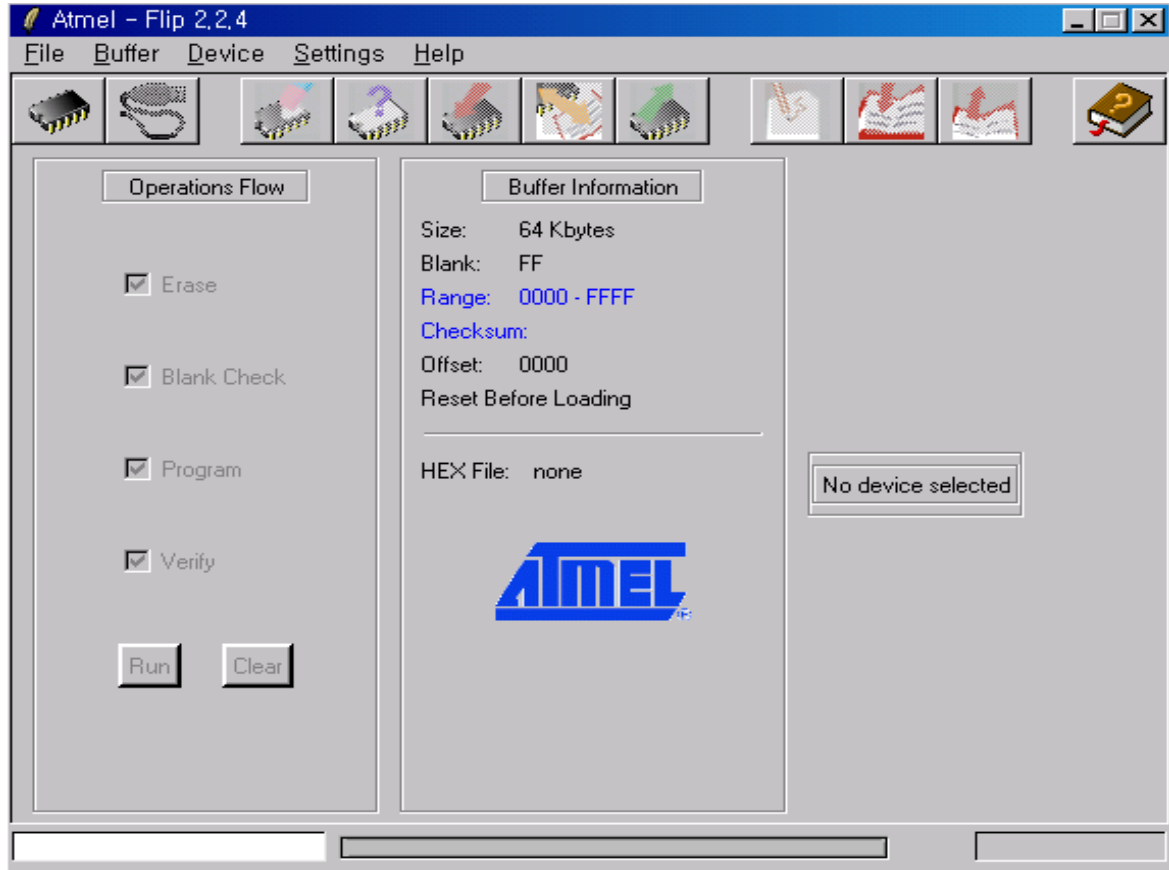 Atmel - Flip 2,2,4
File Buffer Device Settings Help
Operations Flow
Erase
Blank Check
Program
Verify
Run Clear
Buffer Information
Size: 64 Kbytes
Blank: FF
Range: 0000 - FFFF
Checksum:
Offset: 0000
Reset Before Loading
HEX File: none
ATMEL ®
No device selected